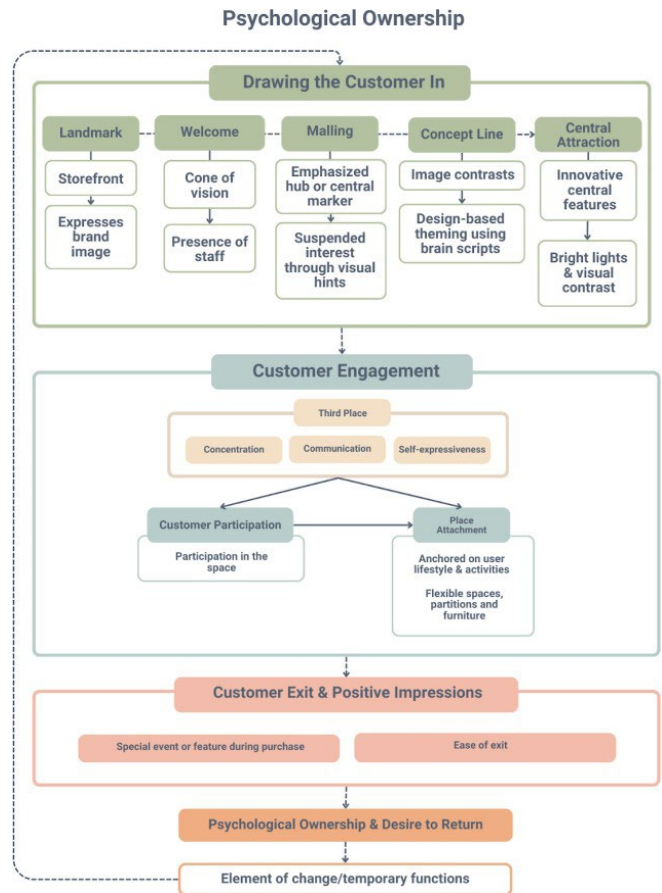 Psychological Ownership
Drawing the Customer In
Landmark
Welcome
Malling
Concept Line
Central
Attraction
Storefront
Expresses
brand
image
Cone of
vision
Presence of
staff
Emphasized
hub or central
marker
Suspended
interest
through visual
hints
Image contrasts
Design-based
theming using
brain scripts
Innovative
central
features
Bright lights
& visual
contrast
Customer Engagement
Third Place
Concentration
Communication
Self-expressiveness
Customer Participation
Participation in the
space
Place
Attachment
Anchored on user
lifestyle & activities
Flexible spaces,
partitions and
furniture
Customer Exit & Positive Impressions
Special event or feature during purchase
Ease of exit
Psychological Ownership & Desire to Return
Element of change/temporary functions